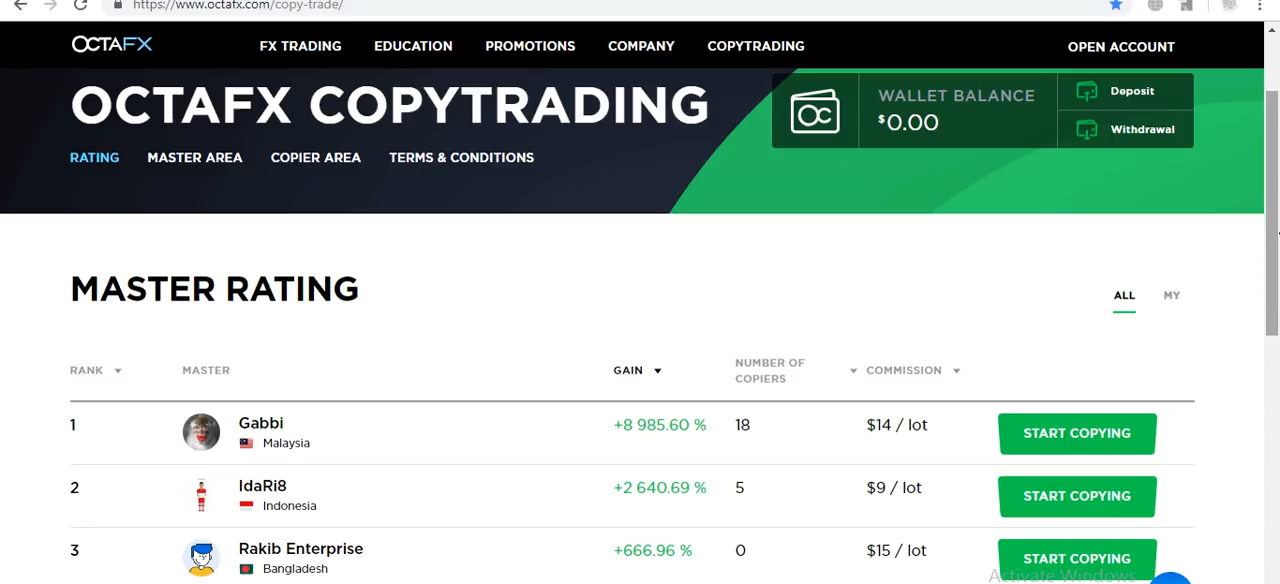 https://www.octafx.com/copy-trade/
OCTAFX
FX TRADING EDUCATION PROMOTIONS COMPANY COPYTRADING OPEN ACCOUNT
OCTAFX COPYTRADING
WALLET BALANCE
$0.00
Deposit
Withdrawal
OC
RATING MASTER AREA COPIER AREA TERMS & CONDITIONS
MASTER RATING
ALL MY
RANK MASTER GAIN NUMBER OF COPIERS COMMISSION
1 Gabbi +8 985.60 % 18 $14 / lot START COPYING
Malaysia
2 IdaRi8 +2 640.69 % 5 $9 / lot START COPYING
Indonesia
3 Rakib Enterprise +666.96 % 0 $15 / lot START COPYING
Bangladesh
Activate Windows